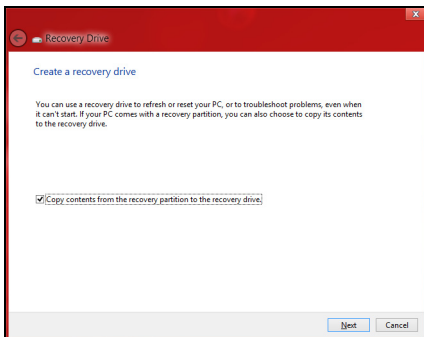 x
Recovery Drive
Create a recovery drive
You can use a recovery drive to refresh or reset your PC, or to troubleshoot problems, even when
it can't start. If your PC comes with a recovery partition, you can also choose to copy its contents
to the recovery drive.
Copy contents from the recovery partition to the recovery drive.
Next Cancel